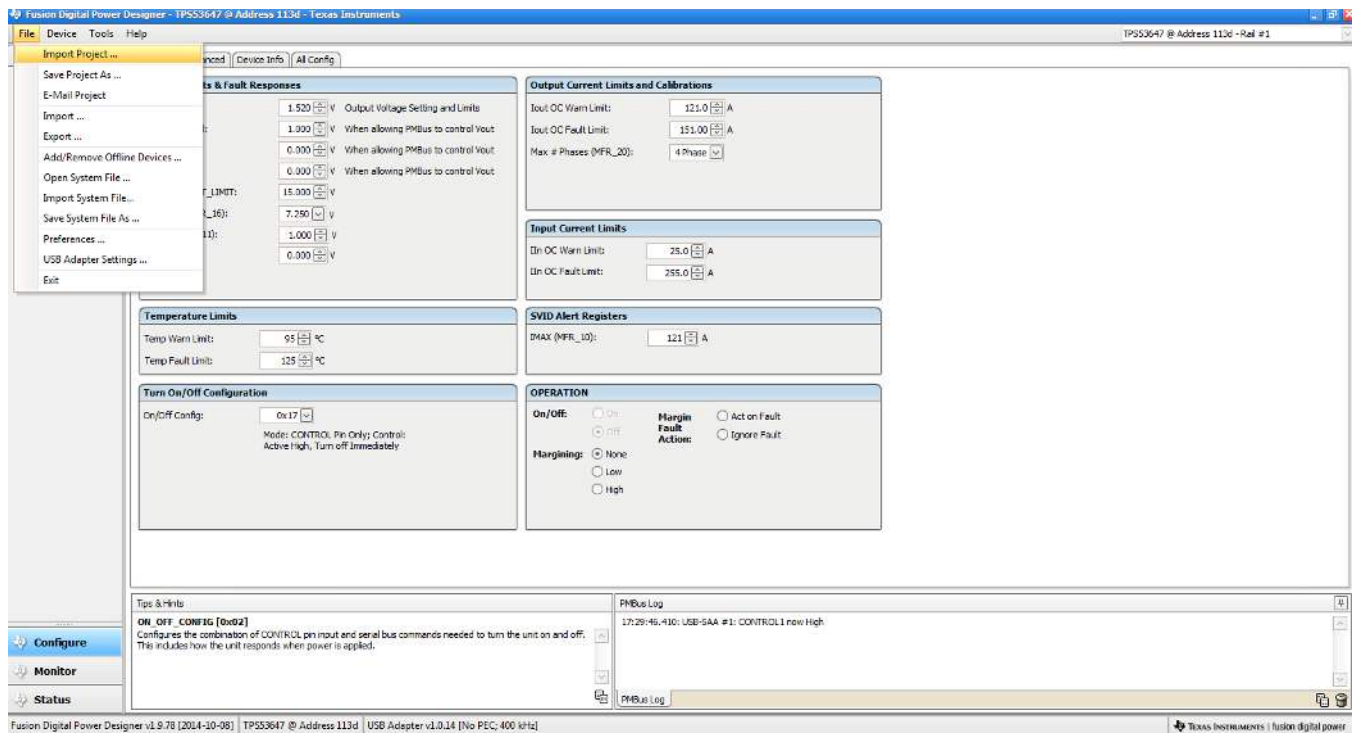 Fusion Digital Power Designer - TPS53647 @ Address 113d - Texas Instruments
File Device Tools Help
TPS53647 @ Address 113d - Rail #1
Import Project ...
Save Project As ...
E-Mail Project
Import ...
Export ...
Add/Remove Offline Devices ...
Open System File ...
Import System File...
Save System File As ...
Preferences ...
USB Adapter Settings ...
Exit
Device Info All Config
ts & Fault Responses
1.520 V Output Voltage Setting and Limits
1.000 V When allowing PMBus to control Vout
0.000 V When allowing PMBus to control Vout
0.000 V When allowing PMBus to control Vout
T_LIMIT: 15.000 V
R_16): 7.250 V
11): 1.000 V
0.000 V
Output Current Limits and Calibrations
Iout OC Warn Limit: 121.0 A
Iout OC Fault Limit: 151.00 A
Max # Phases (MFR_20): 4 Phase
Input Current Limits
IIn OC Warn Limit: 25.0 A
IIn OC Fault Limit: 255.0 A
Temperature Limits
Temp Warn Limit: 95 °C
Temp Fault Limit: 125 °C
SVID Alert Registers
IMAX (MFR_10): 121 A
Turn On/Off Configuration
On/Off Config: 0x17
Mode: CONTROL Pin Only; Control:
Active High, Turn off Immediately
OPERATION
On/Off: On
Off
Margining: None
Low
High
Margin
Fault
Action:
Act on Fault
Ignore Fault
Configure
Monitor
Status
Tips & Hints
ON_OFF_CONFIG [0x02]
Configures the combination of CONTROL pin input and serial bus commands needed to turn the unit on and off.
This includes how the unit responds when power is applied.
PMBus Log
17:29:46.410: USB-SAA #1: CONTROL1 now High
PMBus Log
Fusion Digital Power Designer v1.9.78 [2014-10-08] TPS53647 @ Address 113d USB Adapter v1.0.14 [No PEC; 400 kHz]
TEXAS INSTRUMENTS | fusion digital power